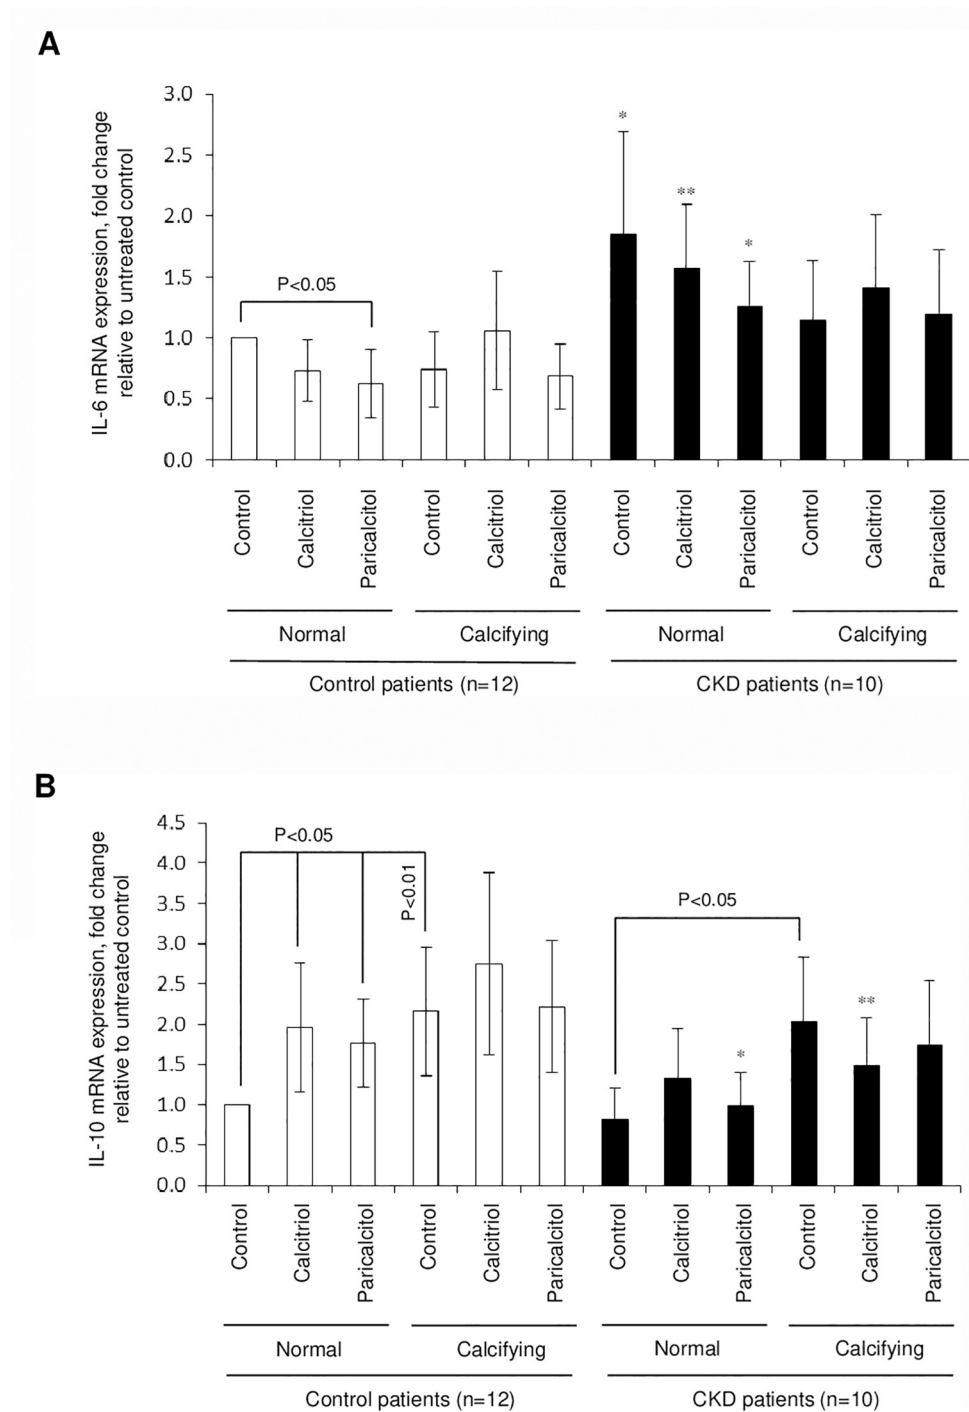 A
IL-6 mRNA expression, fold change
relative to untreated control
3.0
2.5
2.0
1.5
1.0
0.5
0.0
P<0.05
*
**
*
Control
Calcitriol
Paricalcitol
Control
Calcitriol
Paricalcitol
Control
Calcitriol
Paricalcitol
Control
Calcitriol
Paricalcitol
Normal
Calcifying
Normal
Calcifying
Control patients (n=12)
CKD patients (n=10)
B
IL-10 mRNA expression, fold change
relative to untreated control
4.5
4.0
3.5
3.0
2.5
2.0
1.5
1.0
0.5
0.0
P<0.05
P<0.01
P<0.05
*
**
Control
Calcitriol
Paricalcitol
Control
Calcitriol
Paricalcitol
Control
Calcitriol
Paricalcitol
Control
Calcitriol
Paricalcitol
Normal
Calcifying
Normal
Calcifying
Control patients (n=12)
CKD patients (n=10)